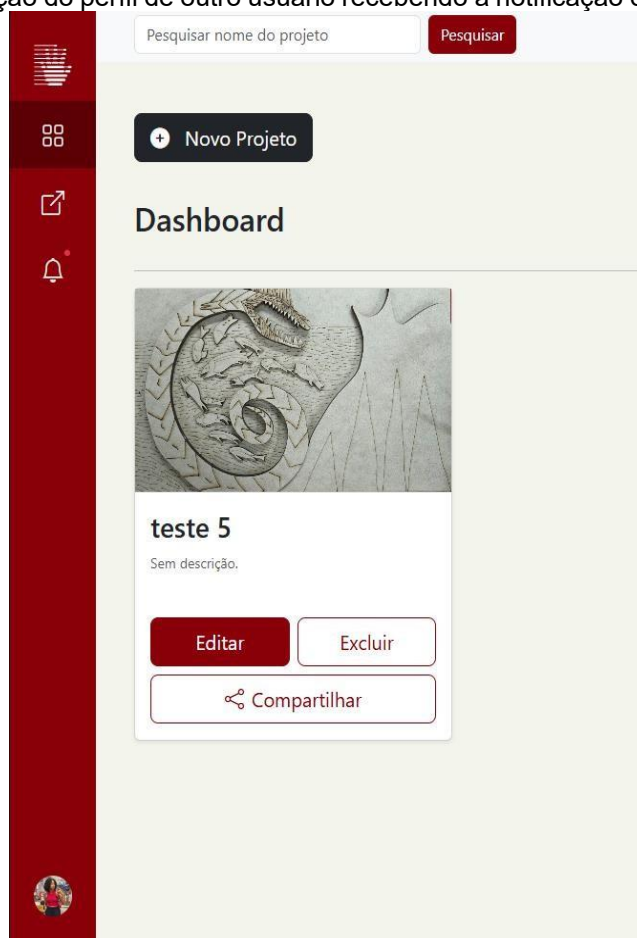 do perfil de outro usuário recebendo a notificação
Pesquisar nome do projeto
Pesquisar
Novo Projeto
Dashboard
teste 5
Sem descrição.
Editar
Excluir
Compartilhar